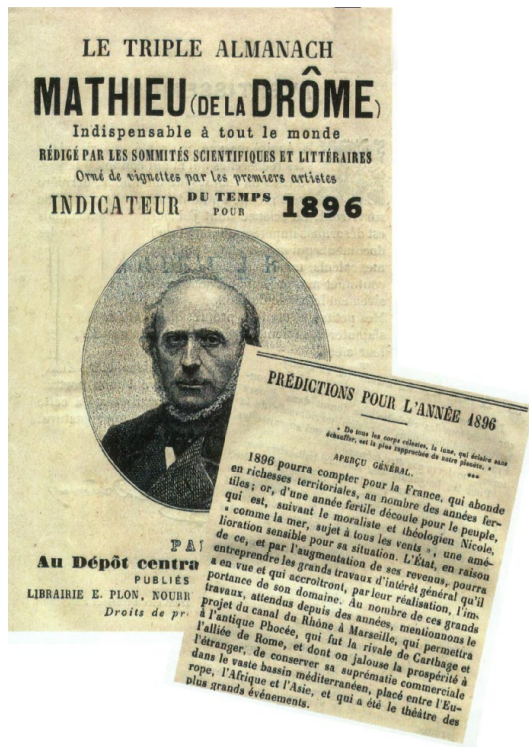 LE TRIPLE ALMANACH
MATHIEU (DE LA DRÔME)
Indispensable à tout le monde
RÉDIGÉ PAR LES SOMMITÉS SCIENTIFIQUES ET LITTÉRAIRES
Orné de vignettes par les premiers artistes
INDICATEUR DU TEMPS POUR 1896
PA
Au Dépôt centra
PUBLIÉS
LIBRAIRIE E. PLON, NOURR
Droits de
PRÉDICTIONS POUR L'ANNÉE 1896
« De tous les corps célestes, la lune, qui éclaire sans
échauffer, est la plus rapprochée de notre planète. »
***
APERÇU GÉNÉRAL.
1896 pourra compter pour la France, qui abonde
en richesses territoriales, au nombre des années fer-
tiles; or, d'une année fertile découle pour le peuple,
qui est, suivant le moraliste et théologien Nicole,
« comme la mer, sujet à tous les vents », une amé-
lioration sensible pour sa situation. L'État, en raison
de ce, et par l'augmentation de ses revenus, pourra
entreprendre les grands travaux d'intérêt général qu'il
a en vue et qui accroîtront, par leur réalisation, l'im-
portance de son domaine. Au nombre de ces grands
travaux, attendus depuis des années, mentionnons le
projet du canal du Rhône à Marseille, qui permettra
à l'antique Phocée, qui fut la rivale de Carthage et
l'alliée de Rome, et dont on jalouse la prospérité à
l'étranger, de conserver sa suprématie commerciale
dans le vaste bassin méditerranéen, placé entre l'Eu-
rope, l'Afrique et l'Asie, et qui a été le théâtre des
plus grands événements.